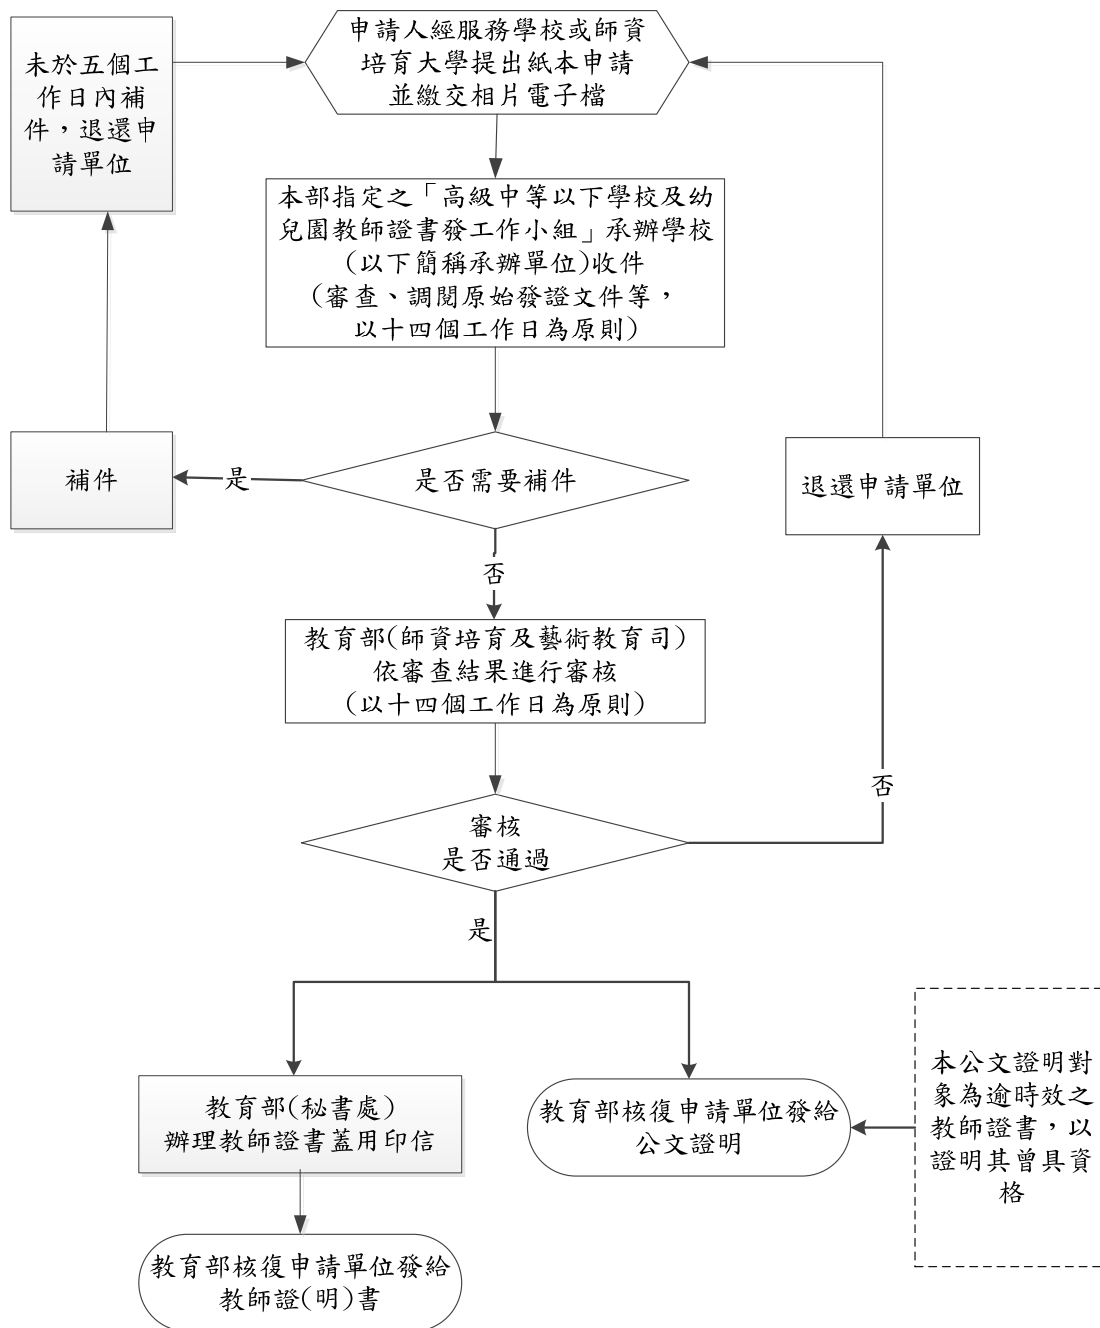 未於五個工
作日內補
件，退還申
請單位
申請人經服務學校或師資
培育大學提出紙本申請
並繳交相片電子檔
本部指定之「高級中等以下學校及幼
兒園教師證書發工作小組」承辦學校
(以下簡稱承辦單位)收件
(審查、調閱原始發證文件等，
以十四個工作日為原則)
補件
是
是否需要補件
退還申請單位
否
教育部(師資培育及藝術教育司)
依審查結果進行審核
(以十四個工作日為原則)
否
審核
是否通過
是
教育部(秘書處)
辦理教師證書蓋用印信
教育部核復申請單位發給
公文證明
本公文證明對
象為逾時效之
教師證書，以
證明其曾具資
格
教育部核復申請單位發給
教師證(明)書